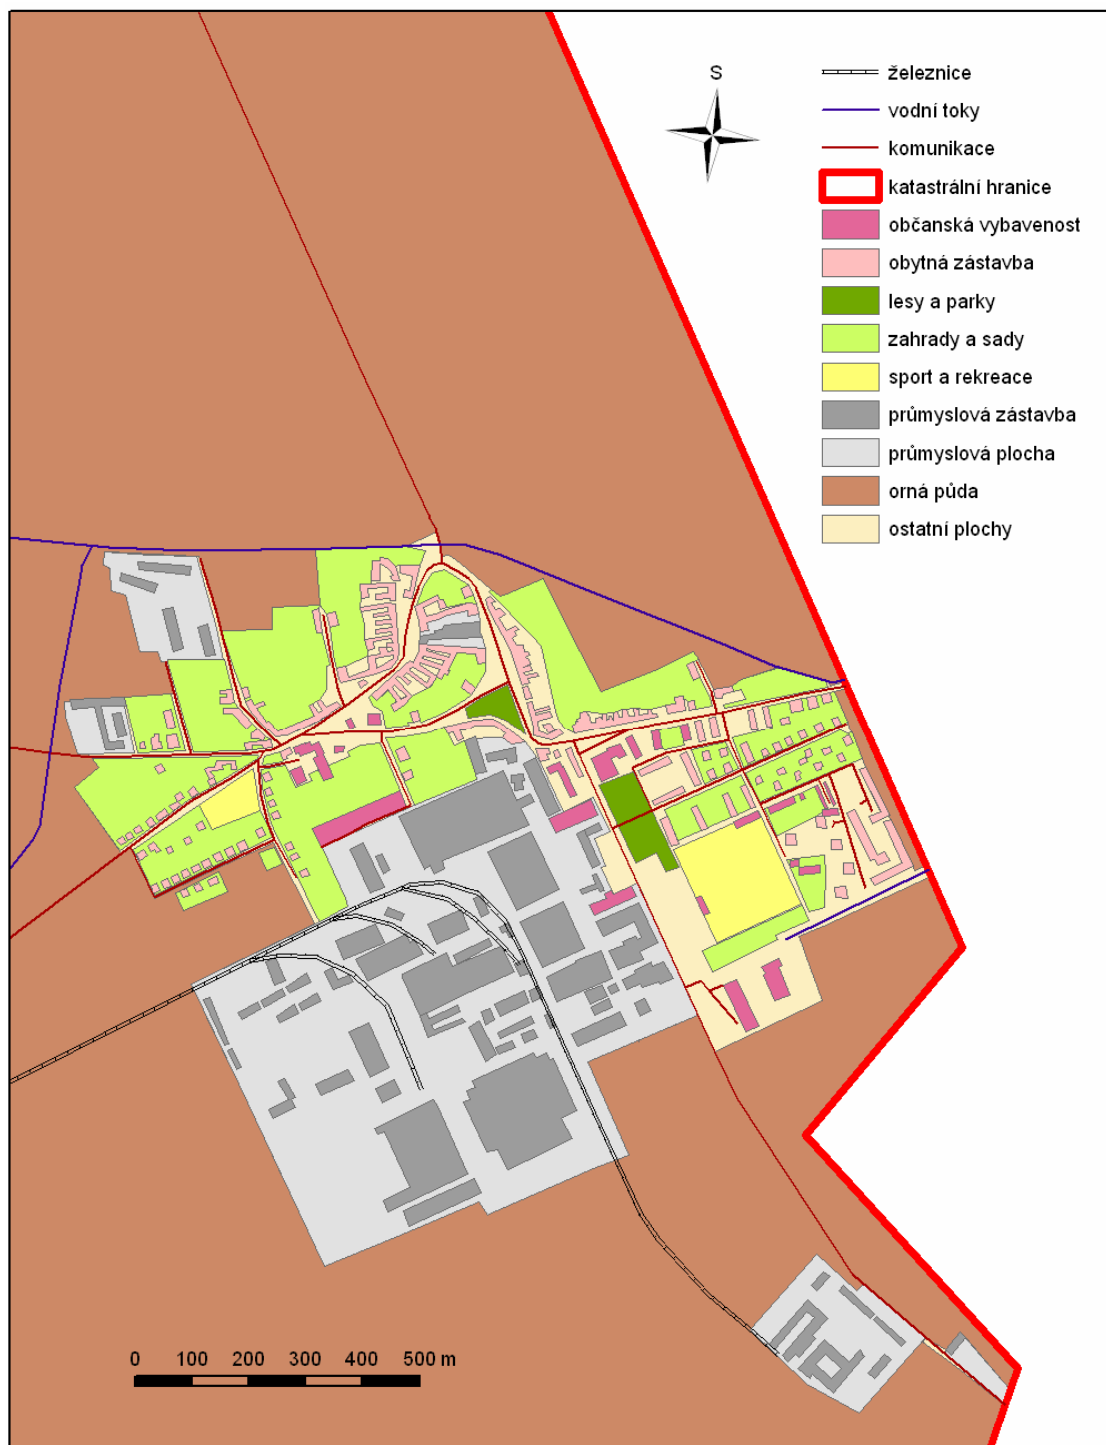 S
železnice
vodní toky
komunikace
katastrální hranice
občanská vybavenost
obytná zástavba
lesy a parky
zahrady a sady
sport a rekreace
průmyslová zástavba
průmyslová plocha
orná půda
ostatní plochy
0 100 200 300 400 500 m